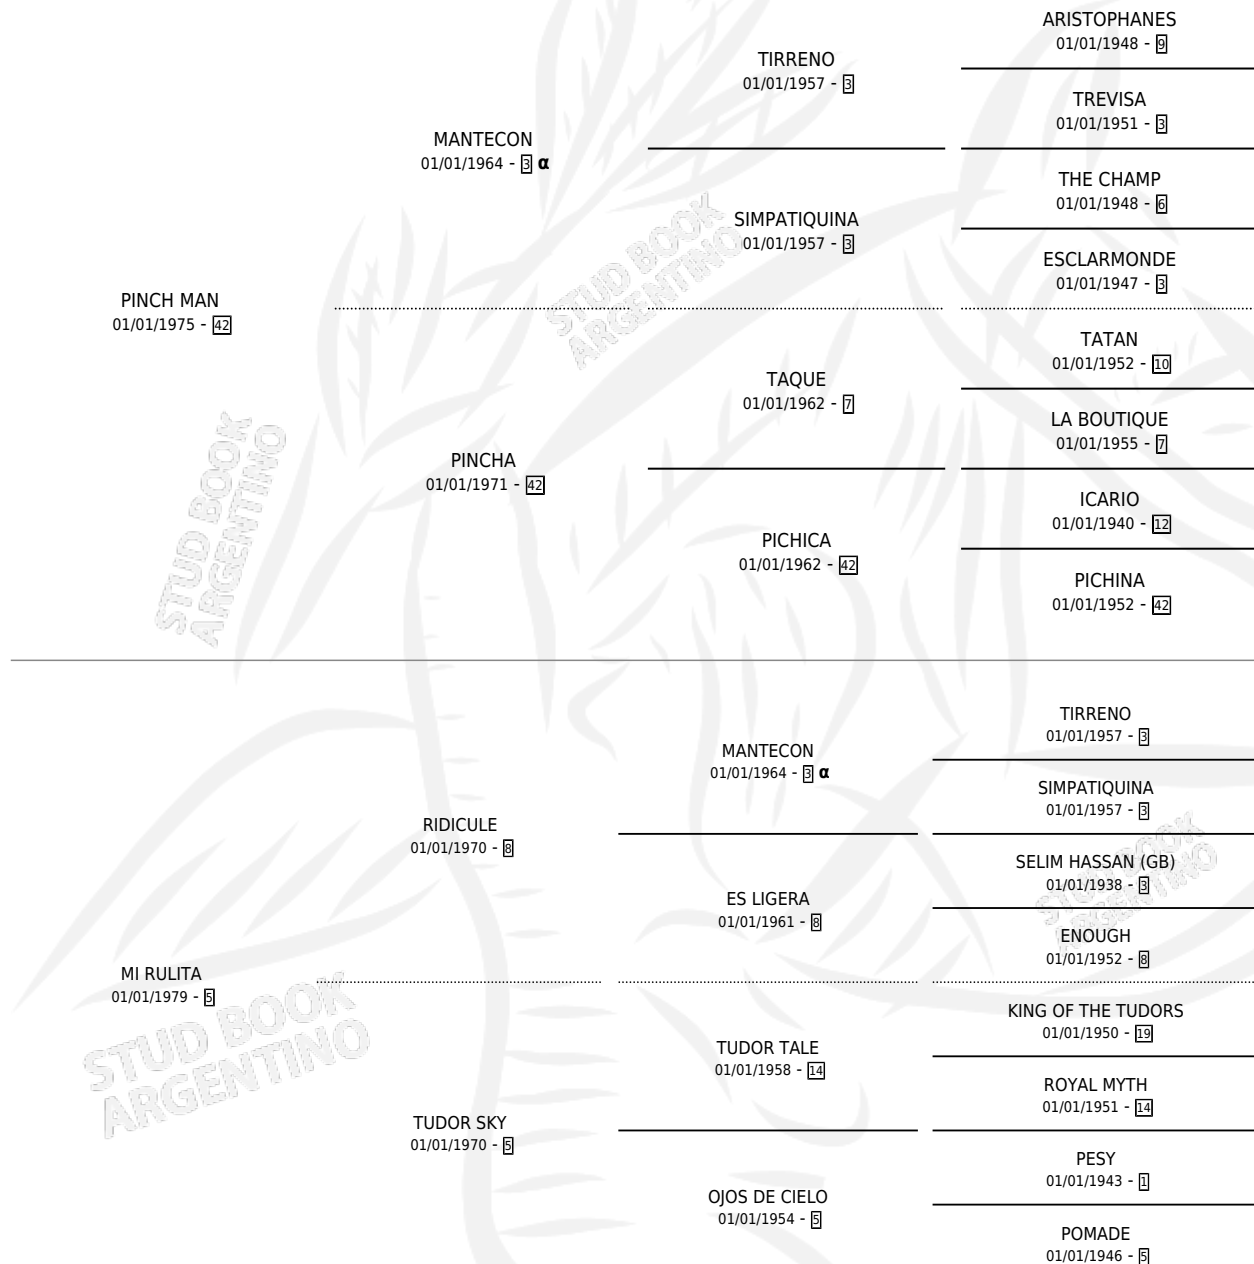 ARISTOPHANES
01/01/1948 - 9
TIRRENO
01/01/1957 - 3
TREVISA
01/01/1951 - 3
MANTECON
01/01/1964 - 3 α
THE CHAMP
01/01/1948 - 6
SIMPATIQUINA
01/01/1957 - 3
ESCLARMONDE
01/01/1947 - 3
PINCH MAN
01/01/1975 - 42
TATAN
01/01/1952 - 10
TAQUE
01/01/1962 - 7
LA BOUTIQUE
01/01/1955 - 7
PINCHA
01/01/1971 - 42
ICARIO
01/01/1940 - 12
PICHICA
01/01/1962 - 42
PICHINA
01/01/1952 - 42
STUD BOOK
ARGENTINO
STUD BOOK
ARGENTINO
TIRRENO
01/01/1957 - 3
MANTECON
01/01/1964 - 3 α
SIMPATIQUINA
01/01/1957 - 3
RIDICULE
01/01/1970 - 8
SELIM HASSAN (GB)
01/01/1938 - 3
ES LIGERA
01/01/1961 - 8
ENOUGH
01/01/1952 - 8
MI RULITA
01/01/1979 - 5
KING OF THE TUDORS
01/01/1950 - 19
TUDOR TALE
01/01/1958 - 14
ROYAL MYTH
01/01/1951 - 14
TUDOR SKY
01/01/1970 - 5
PESY
01/01/1943 - 1
OJOS DE CIELO
01/01/1954 - 5
POMADE
01/01/1946 - 5
STUD BOOK
ARGENTINO
STUD BOOK
ARGENTINO